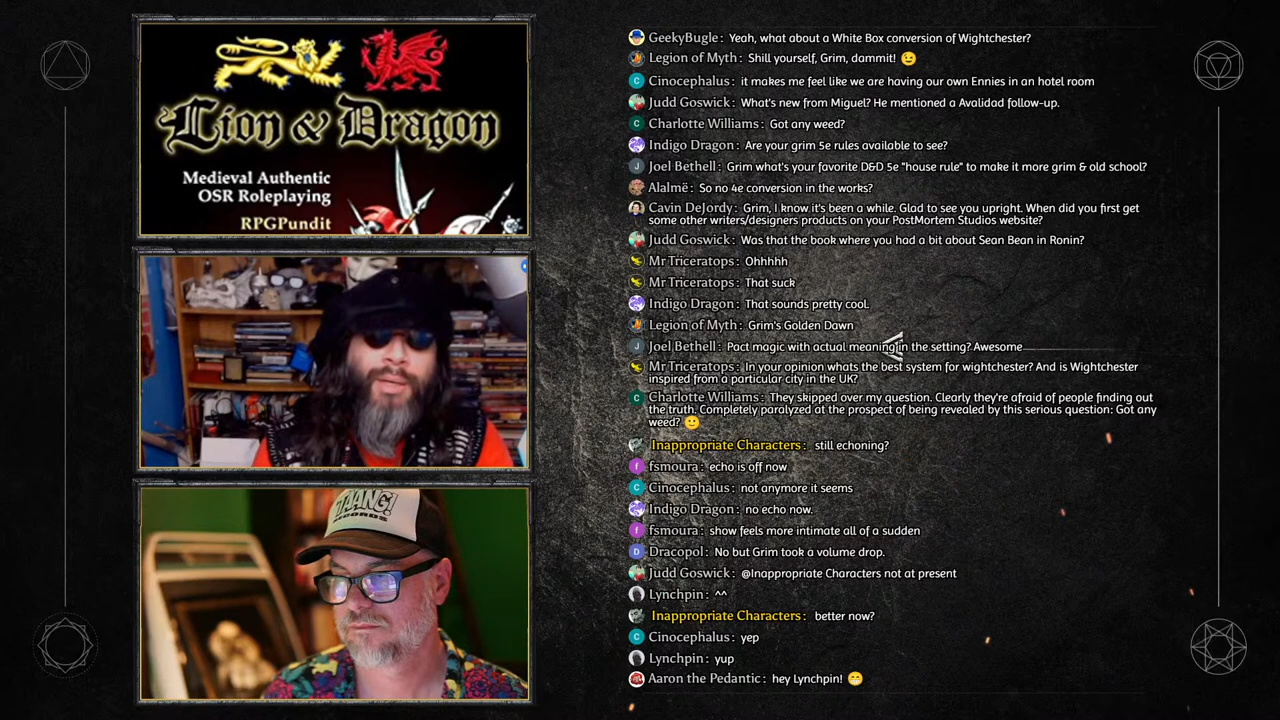 Lion & Dragon
Medieval Authentic
OSR Roleplaying
RPGPundit
TAANG!
RECORDS
GeekyBugle: Yeah, what about a White Box conversion of Wightchester?
Legion of Myth: Shill yourself, Grim, dammit! 😉
C Cinocephalus: it makes me feel like we are having our own Ennies in an hotel room
Judd Goswick: What's new from Miguel? He mentioned a Avalidad follow-up.
C Charlotte Williams: Got any weed?
Indigo Dragon: Are your grim 5e rules available to see?
J Joel Bethell: Grim what's your favorite D&D 5e "house rule" to make it more grim & old school?
Alalmë: So no 4e conversion in the works?
Cavin DeJordy: Grim, I know it's been a while. Glad to see you upright. When did you first get
some other writers/designers products on your PostMortem Studios website?
Judd Goswick: Was that the book where you had a bit about Sean Bean in Ronin?
Mr Triceratops: Ohhhhh
Mr Triceratops: That suck
Indigo Dragon: That sounds pretty cool.
Legion of Myth: Grim's Golden Dawn
J Joel Bethell: Pact magic with actual meaning in the setting? Awesome
Mr Triceratops: In your opinion whats the best system for wightchester? And is Wightchester
inspired from a particular city in the UK?
C Charlotte Williams: They skipped over my question. Clearly they're afraid of people finding out
the truth. Completely paralyzed at the prospect of being revealed by this serious question: Got any
weed? 🙂
Inappropriate Characters: still echoning?
f fsmoura: echo is off now
C Cinocephalus: not anymore it seems
Indigo Dragon: no echo now.
f fsmoura: show feels more intimate all of a sudden
D Dracopol: No but Grim took a volume drop.
Judd Goswick: @Inappropriate Characters not at present
Lynchpin: ^^
Inappropriate Characters: better now?
C Cinocephalus: yep
Lynchpin: yup
Aaron the Pedantic: hey Lynchpin! 😁